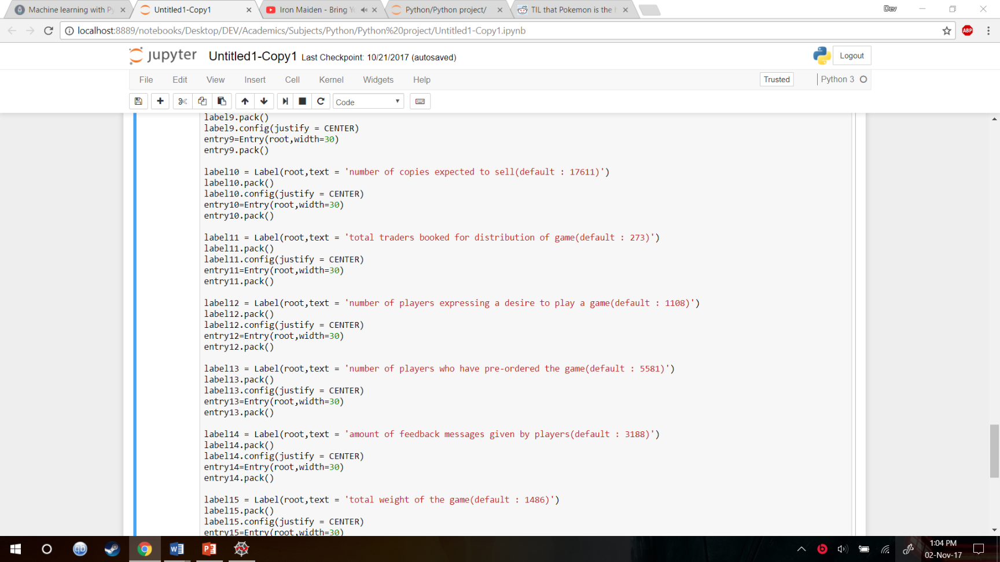 Machine learning with Py
Untitled1-Copy1
Iron Maiden - Bring Yo
Python/Python project/
TIL that Pokemon is the h
Dev
localhost:8889/notebooks/Desktop/DEV/Academics/Subjects/Python/Python%20project/Untitled1-Copy1.ipynb
ABP
jupyter
Untitled1-Copy1 Last Checkpoint: 10/21/2017 (autosaved)
Logout
File Edit View Insert Cell Kernel Widgets Help
Trusted
Python 3
Code
label9.pack()
label9.config(justify = CENTER)
entry9=Entry(root,width=30)
entry9.pack()
label10 = Label(root,text = 'number of copies expected to sell(default : 17611)')
label10.pack()
label10.config(justify = CENTER)
entry10=Entry(root,width=30)
entry10.pack()
label11 = Label(root,text = 'total traders booked for distribution of game(default : 273)')
label11.pack()
label11.config(justify = CENTER)
entry11=Entry(root,width=30)
entry11.pack()
label12 = Label(root,text = 'number of players expressing a desire to play a game(default : 1108)')
label12.pack()
label12.config(justify = CENTER)
entry12=Entry(root,width=30)
entry12.pack()
label13 = Label(root,text = 'number of players who have pre-ordered the game(default : 5581)')
label13.pack()
label13.config(justify = CENTER)
entry13=Entry(root,width=30)
entry13.pack()
label14 = Label(root,text = 'amount of feedback messages given by players(default : 3188)')
label14.pack()
label14.config(justify = CENTER)
entry14=Entry(root,width=30)
entry14.pack()
label15 = Label(root,text = 'total weight of the game(default : 1486)')
label15.pack()
label15.config(justify = CENTER)
entry15=Entry(root,width=30)
qb
1:04 PM
02-Nov-17